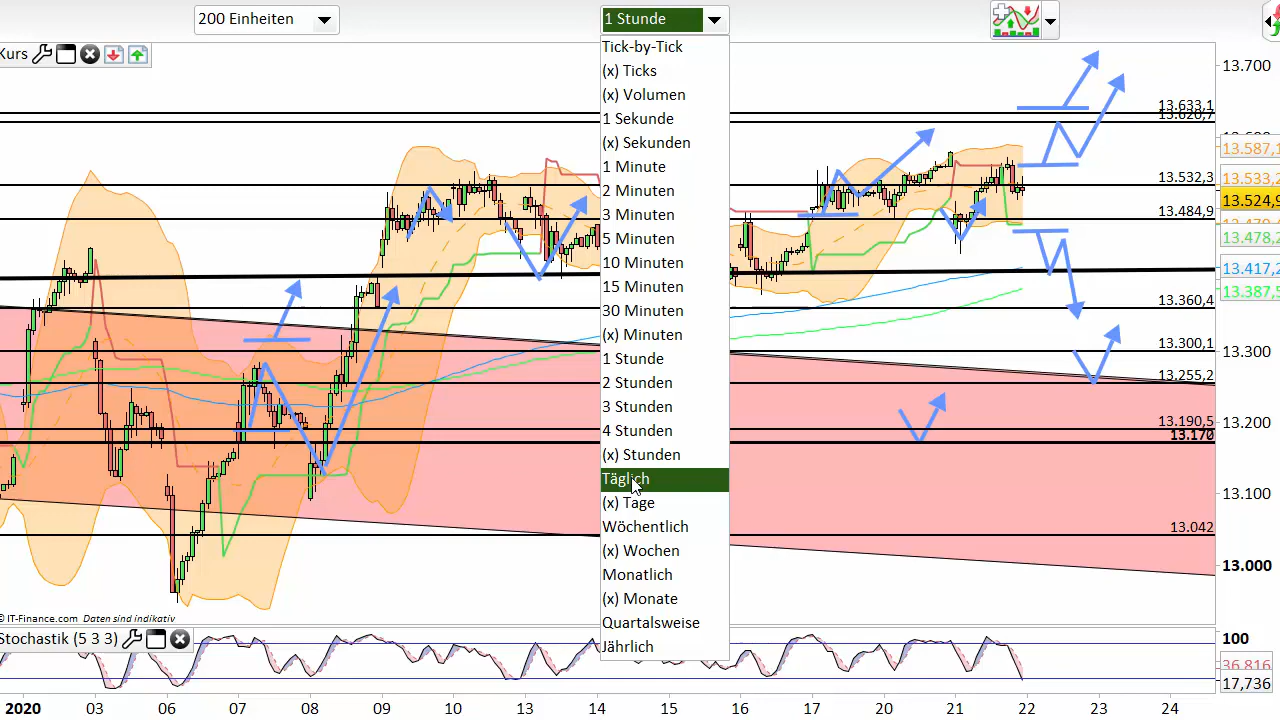 200 Einheiten
1 Stunde
Kurs
Tick-by-Tick
(x) Ticks
(x) Volumen
1 Sekunde
(x) Sekunden
1 Minute
2 Minuten
3 Minuten
5 Minuten
10 Minuten
15 Minuten
30 Minuten
(x) Minuten
1 Stunde
2 Stunden
3 Stunden
4 Stunden
(x) Stunden
Täglich
(x) Tage
Wöchentlich
(x) Wochen
Monatlich
(x) Monate
Quartalsweise
Jährlich
13.633,1
13.532,3
13.484,9
13.360,4
13.300,1
13.255,2
13.190,5
13.170
13.042
13.700
13.587,1
13.533,2
13.524,9
13.478,2
13.417,2
13.387,5
13.300
13.200
13.100
13.000
© IT-Finance.com Daten sind indikativ
Stochastik (5 3 3)
100
36,816
17,736
2020 03 06 07 08 09 10 13 14 15 16 17 20 21 22 23 24